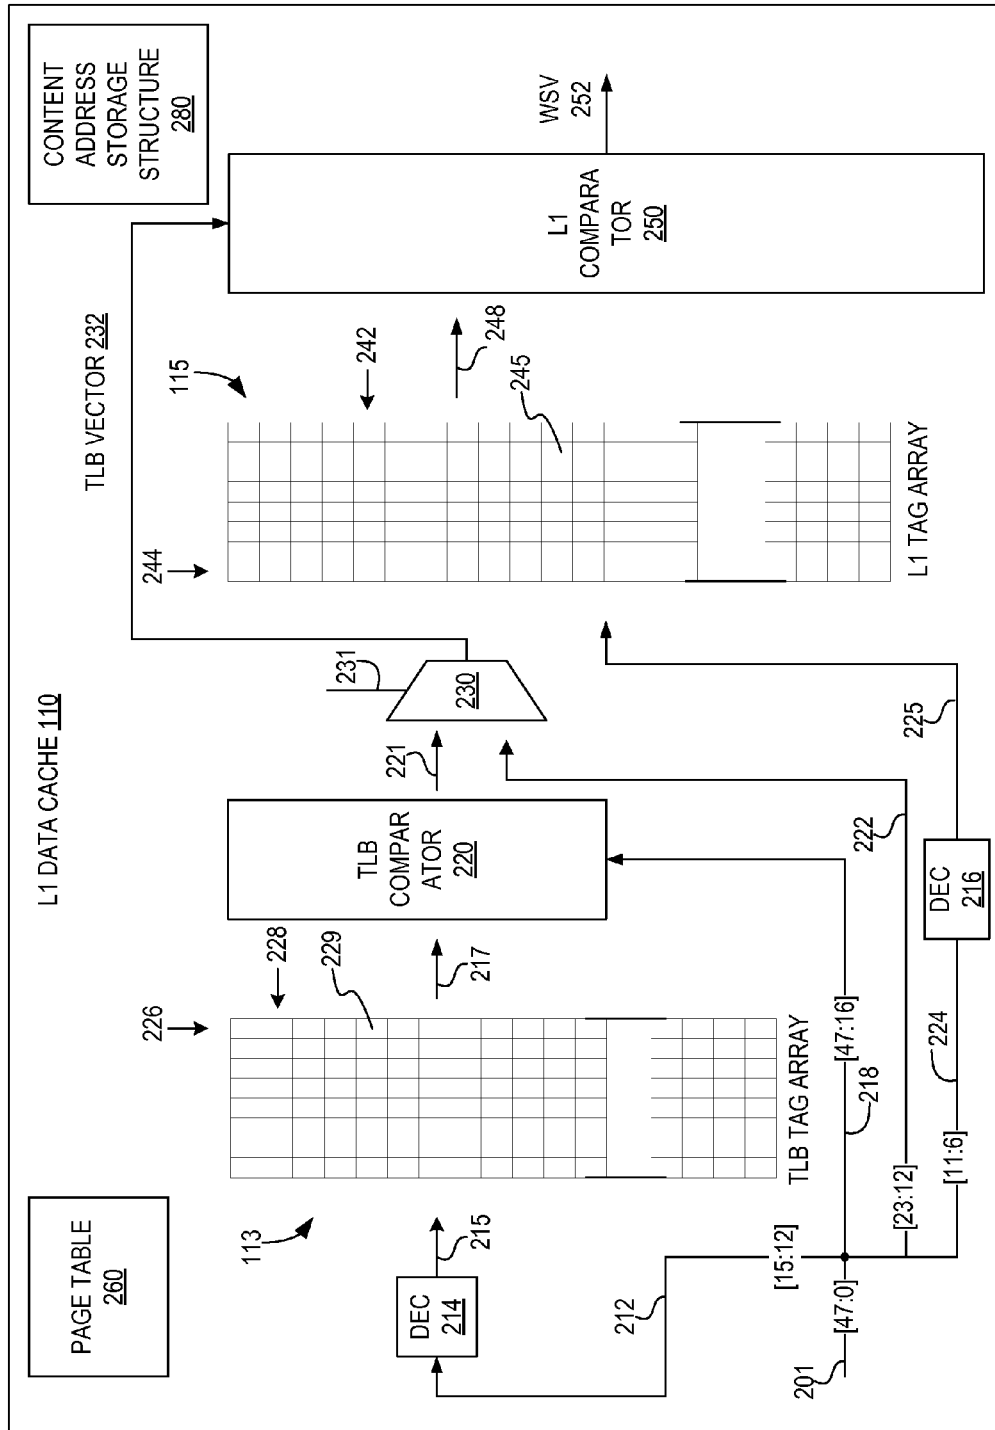 L1 DATA CACHE 110
PAGE TABLE
260
CONTENT
ADDRESS
STORAGE
STRUCTURE
280
TLB VECTOR 232
113
226
228
229
DEC
214
215
217
TLB TAG ARRAY
TLB
COMPAR
ATOR
220
221
231
230
244
115
242
248
245
L1 TAG ARRAY
L1
COMPARA
TOR
250
WSV
252
212
[15:12]
201
[47:0]
218
[47:16]
[23:12]
222
[11:6]
224
DEC
216
225